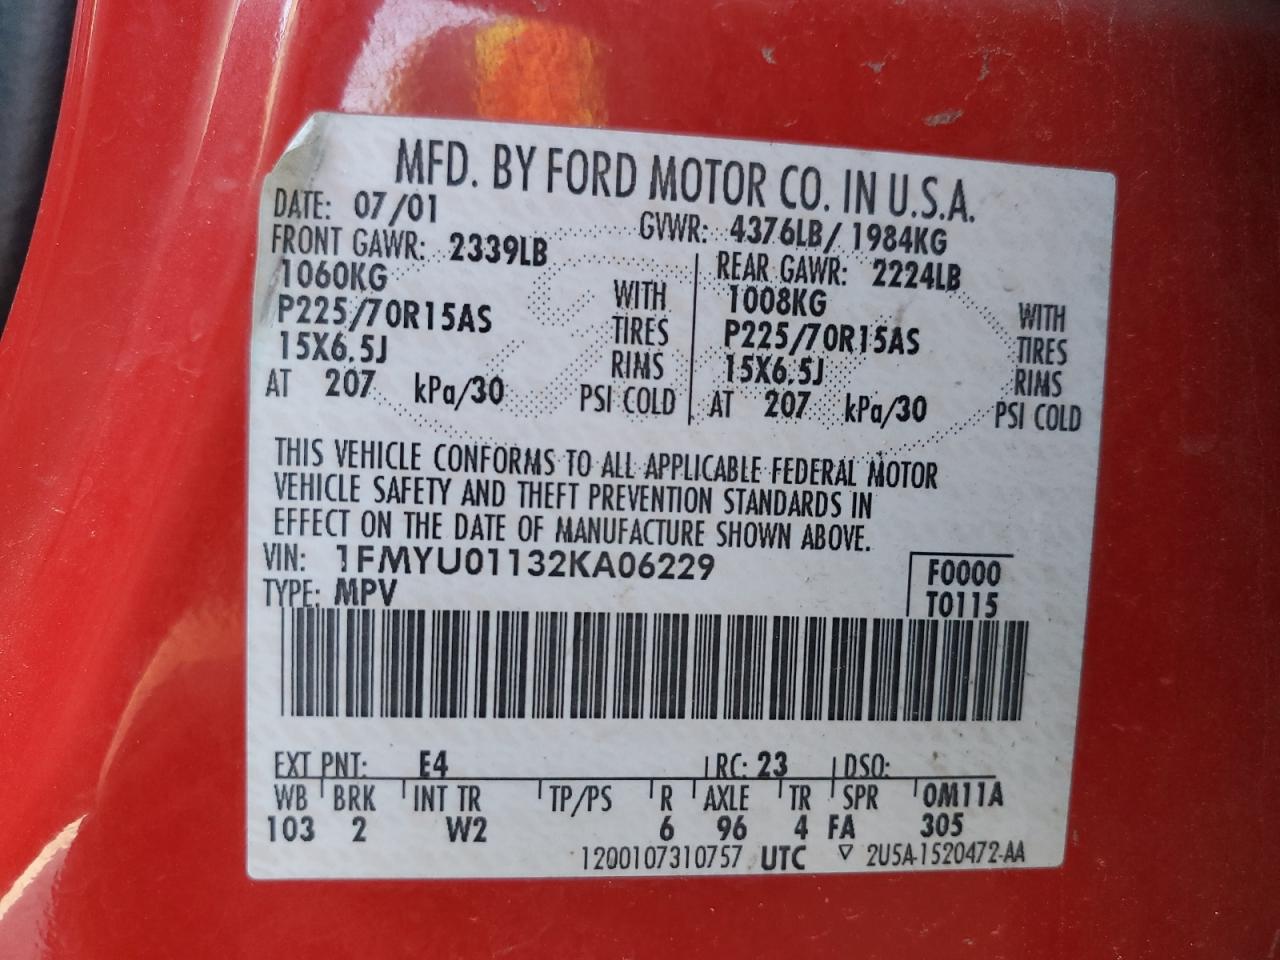 MFD. BY FORD MOTOR CO. IN U.S.A.
DATE: 07/01 GVWR: 4376LB/ 1984KG
FRONT GAWR: 2339LB REAR GAWR: 2224LB
1060KG WITH 1008KG WITH
P225/70R15AS TIRES P225/70R15AS TIRES
15X6.5J RIMS 15X6.5J RIMS
AT 207 kPa/30 PSI COLD AT 207 kPa/30 PSI COLD
THIS VEHICLE CONFORMS TO ALL APPLICABLE FEDERAL MOTOR
VEHICLE SAFETY AND THEFT PREVENTION STANDARDS IN
EFFECT ON THE DATE OF MANUFACTURE SHOWN ABOVE.
VIN: 1FMYU01132KA06229 F0000
TYPE: MPV T0115
EXT PNT: E4 RC: 23 DSO:
WB BRK INT TR TP/PS R AXLE TR SPR 0M11A
103 2 W2 6 96 4 FA 305
1200107310757 UTC ▽ 2U5A-1520472-AA